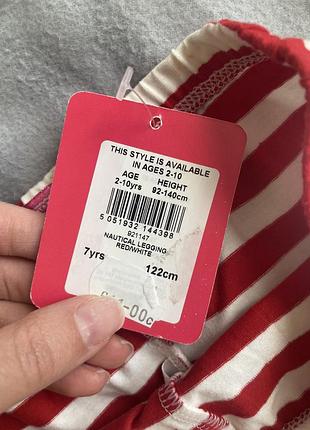 THIS STYLE IS AVAILABLE
IN AGES 2-10
AGE HEIGHT
2-10yrs 92-140cm
5 051932 144398
921147
NAUTICAL LEGGING
RED/WHITE
7yrs 122cm